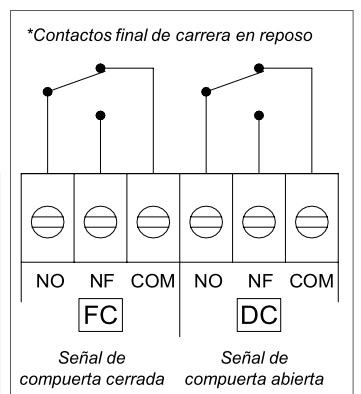 *Contactos final de carrera en reposo
NO NF COM NO NF COM
FC DC
Señal de compuerta cerrada
Señal de compuerta abierta